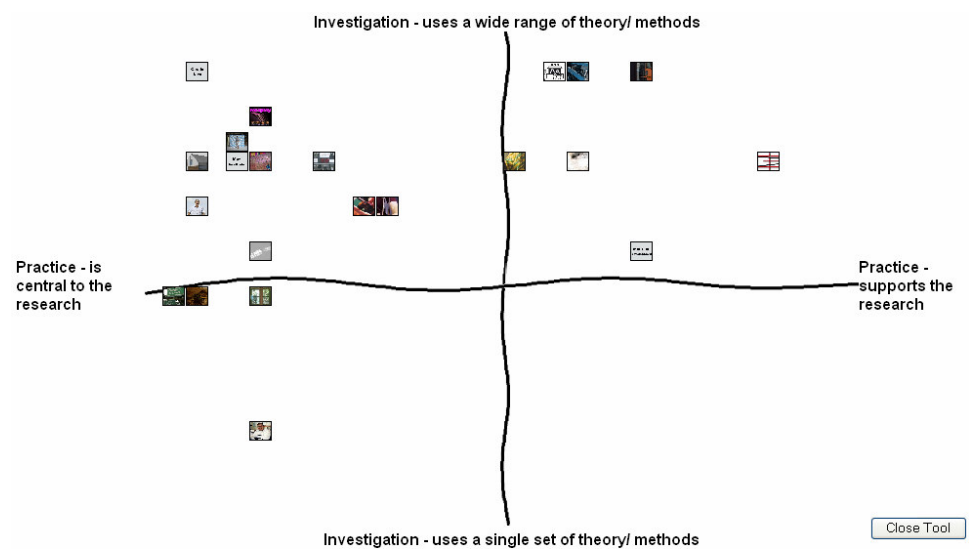 Investigation - uses a wide range of theory/ methods
Practice - is
central to the
research
Practice -
supports the
research
Investigation - uses a single set of theory/ methods
Close Tool